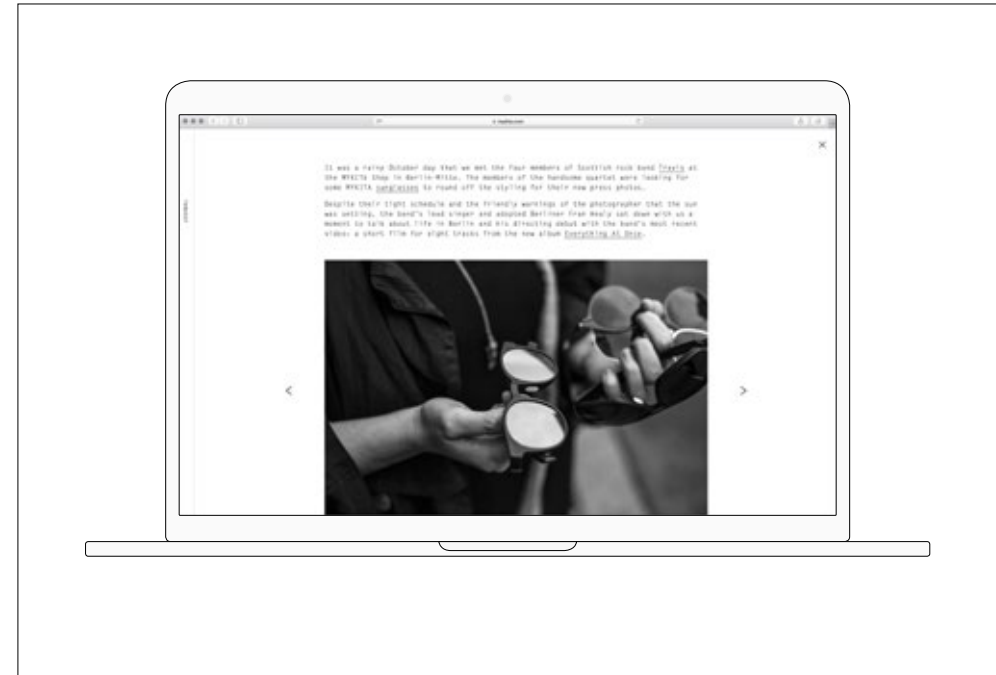 mykita.com
It was a rainy October day that we met the four members of Scottish rock band Travis at
the MYKITA Shop in Berlin-Mitte. The members of the handsome quartet were looking for
some MYKITA sunglasses to round off the styling for their new press photos.
Despite their tight schedule and the friendly warnings of the photographer that the sun
was setting, the band's lead singer and adopted Berliner Fran Healy sat down with us a
moment to talk about life in Berlin and his directing debut with the band's most recent
video: a short film for eight tracks from the new album Everything At Once.